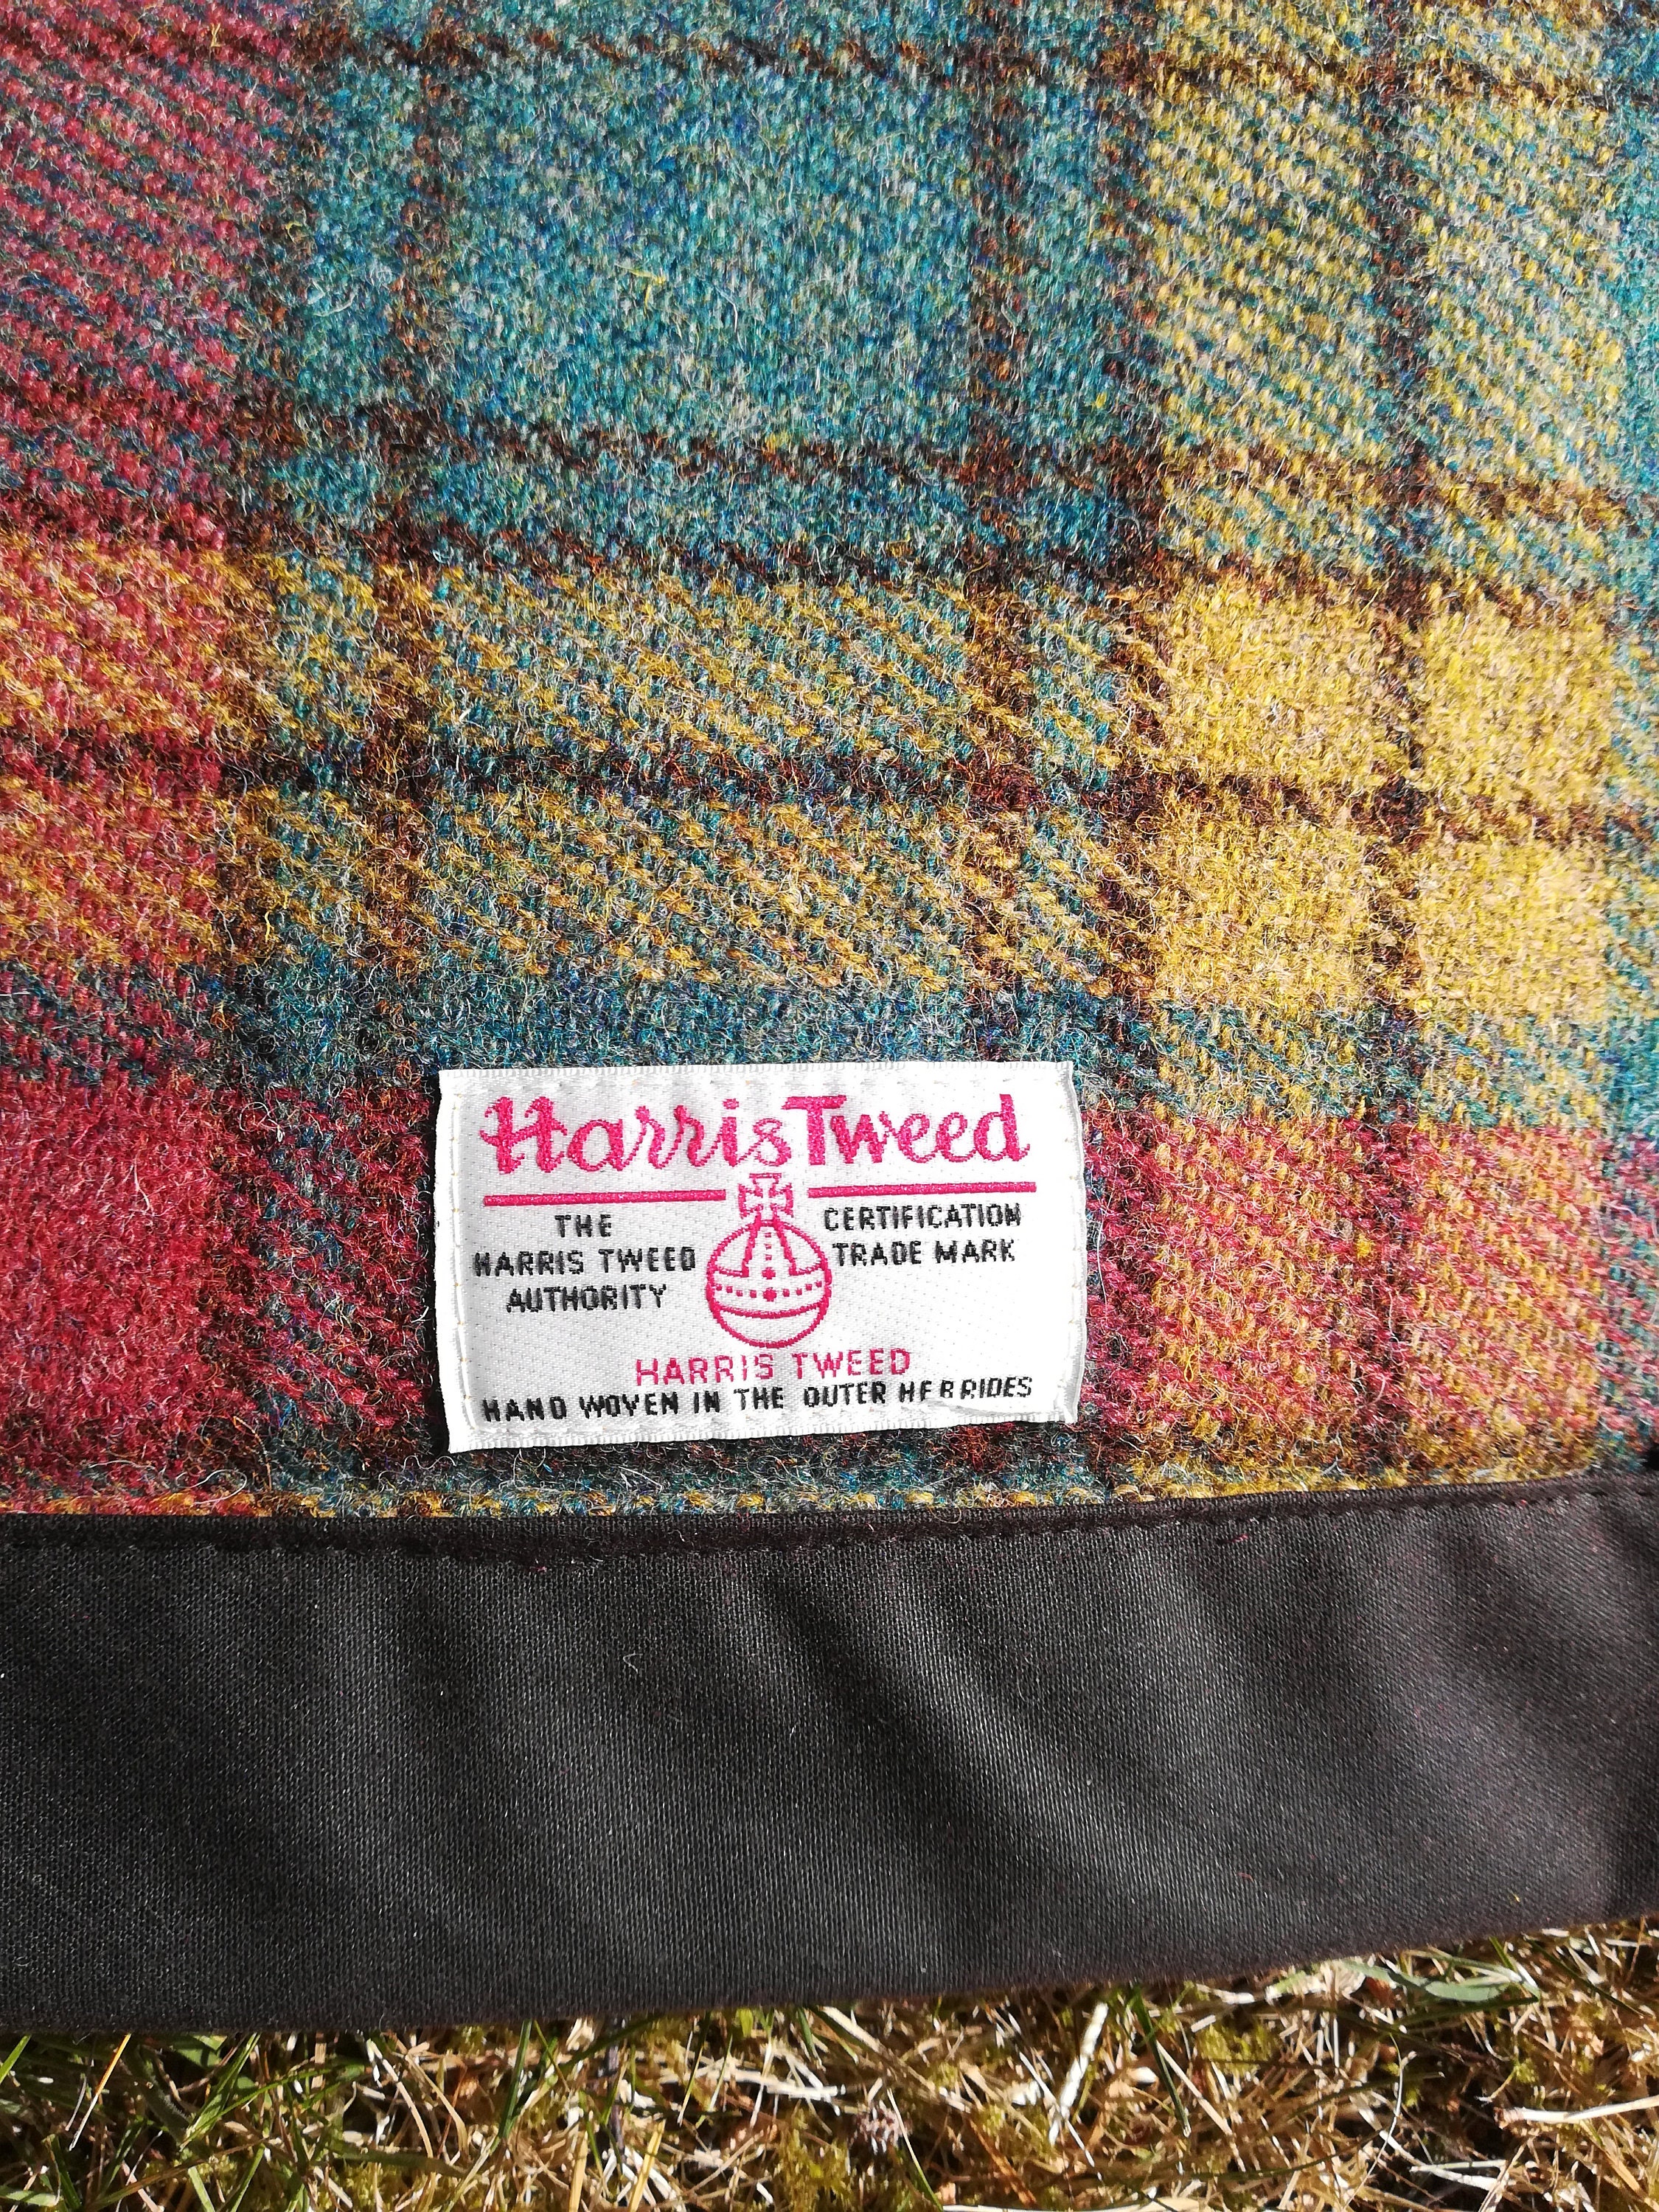 Harris Tweed
THE
HARRIS TWEED
AUTHORITY
CERTIFICATION
TRADE MARK
HARRIS TWEED
HAND WOVEN IN THE OUTER HEBRIDES